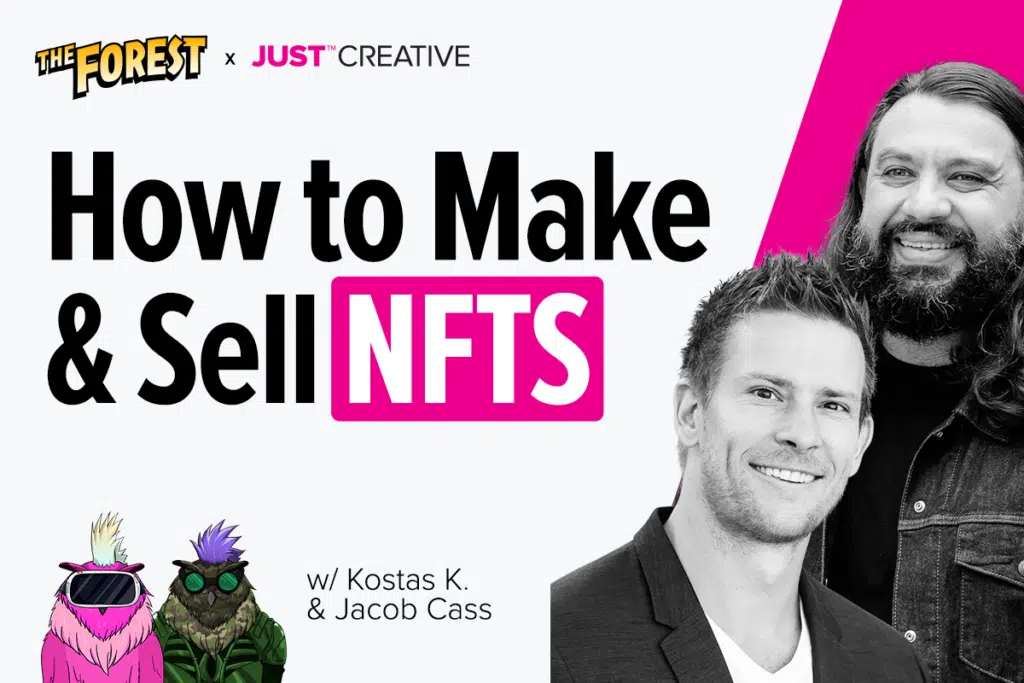 THE FOREST x JUST™ CREATIVE
How to Make
& Sell NFTS
w/ Kostas K.
& Jacob Cass